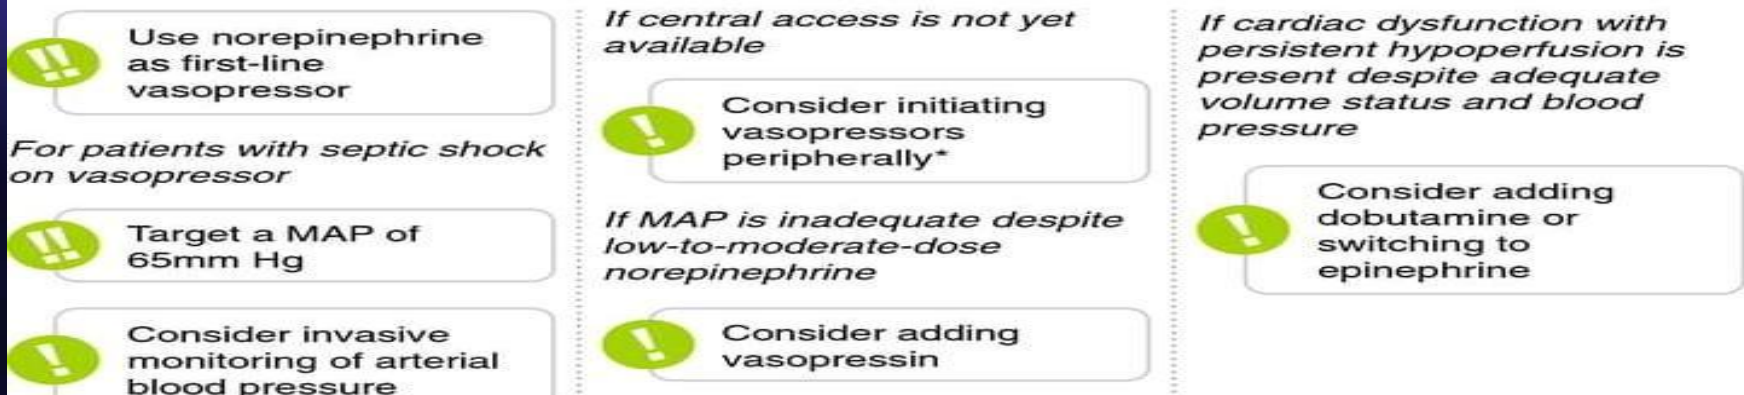 Use norepinephrine
as first-line
vasopressor
For patients with septic shock
on vasopressor
Target a MAP of
65mm Hg
Consider invasive
monitoring of arterial
blood pressure
If central access is not yet
available
Consider initiating
vasopressors
peripherally*
If MAP is inadequate despite
low-to-moderate-dose
norepinephrine
Consider adding
vasopressin
If cardiac dysfunction with
persistent hypoperfusion is
present despite adequate
volume status and blood
pressure
Consider adding
dobutamine or
switching to
epinephrine